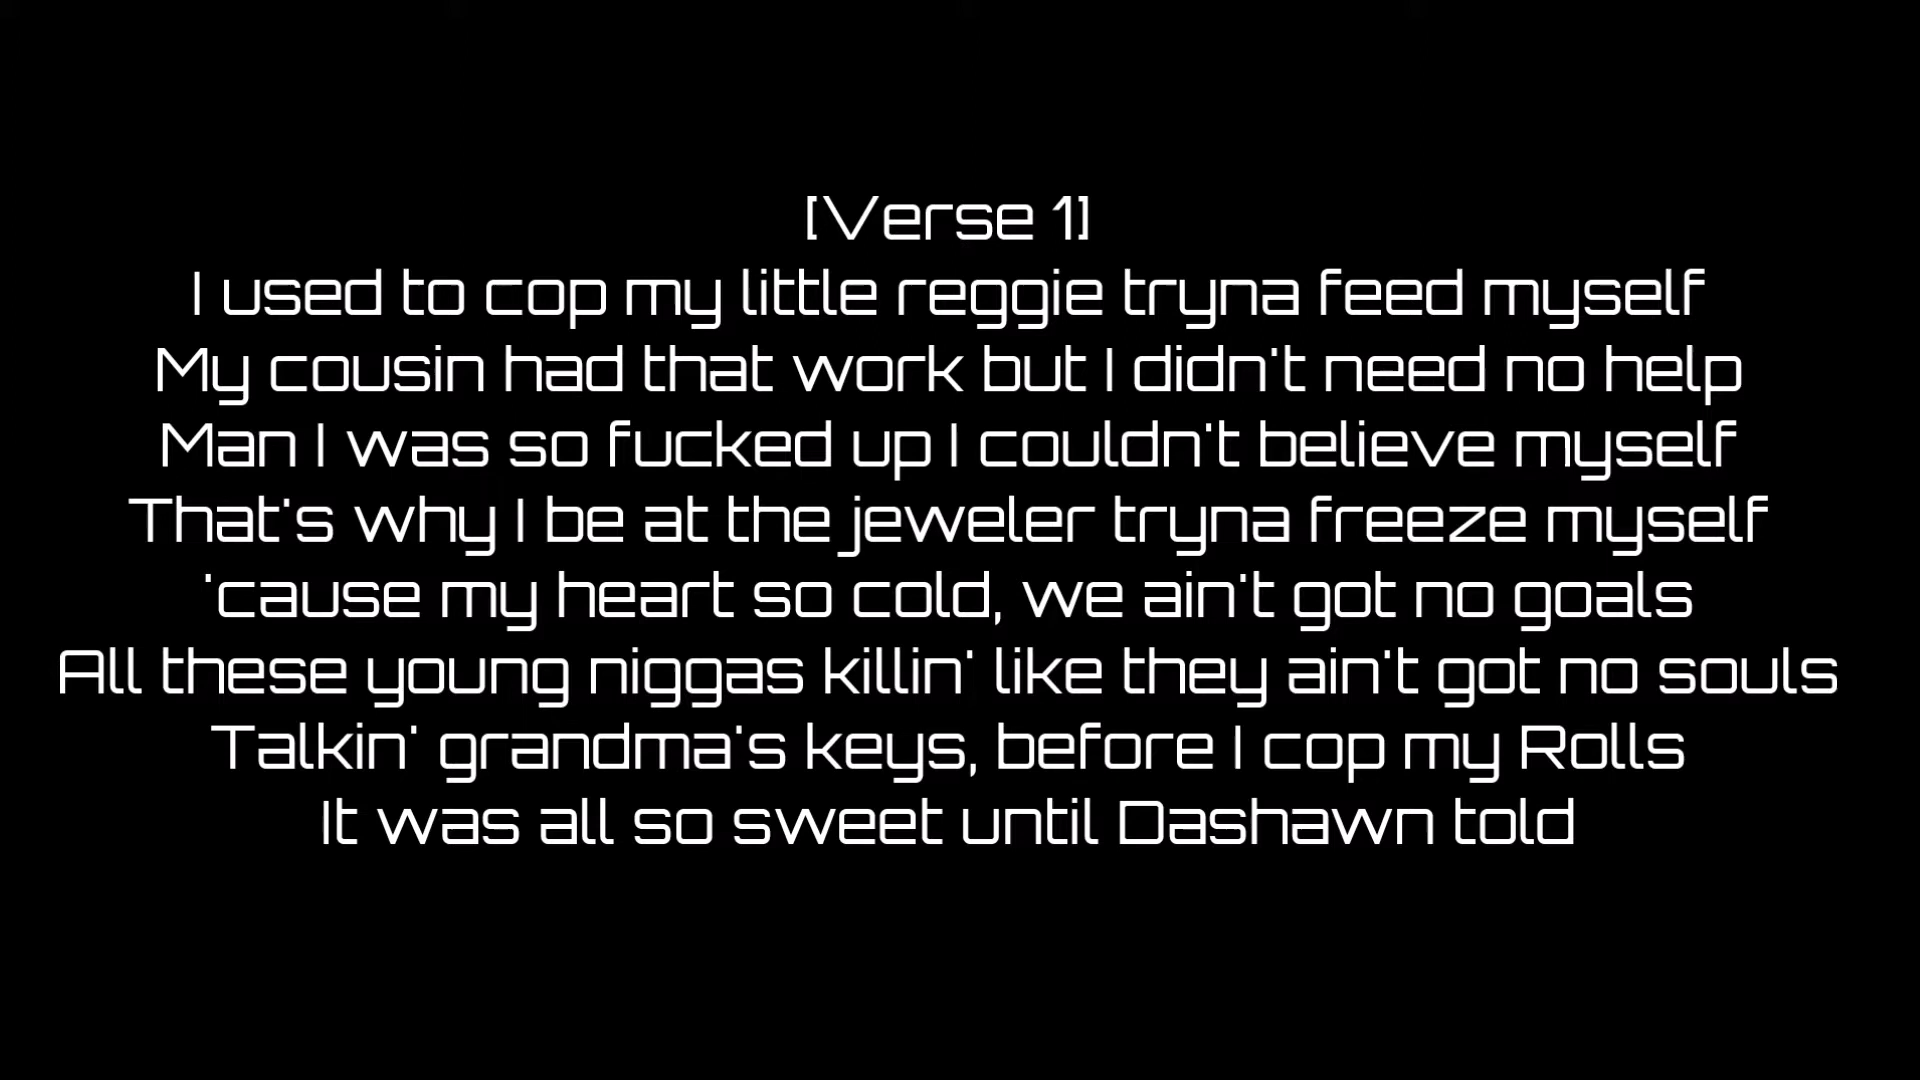 [Verse 1]
I used to cop my little reggie tryna feed myself
My cousin had that work but I didn't need no help
Man I was so fucked up I couldn't believe myself
That's why I be at the jeweler tryna freeze myself
'cause my heart so cold, we ain't got no goals
All these young niggas killin' like they ain't got no souls
Talkin' grandma's keys, before I cop my Rolls
It was all so sweet until Dashawn told